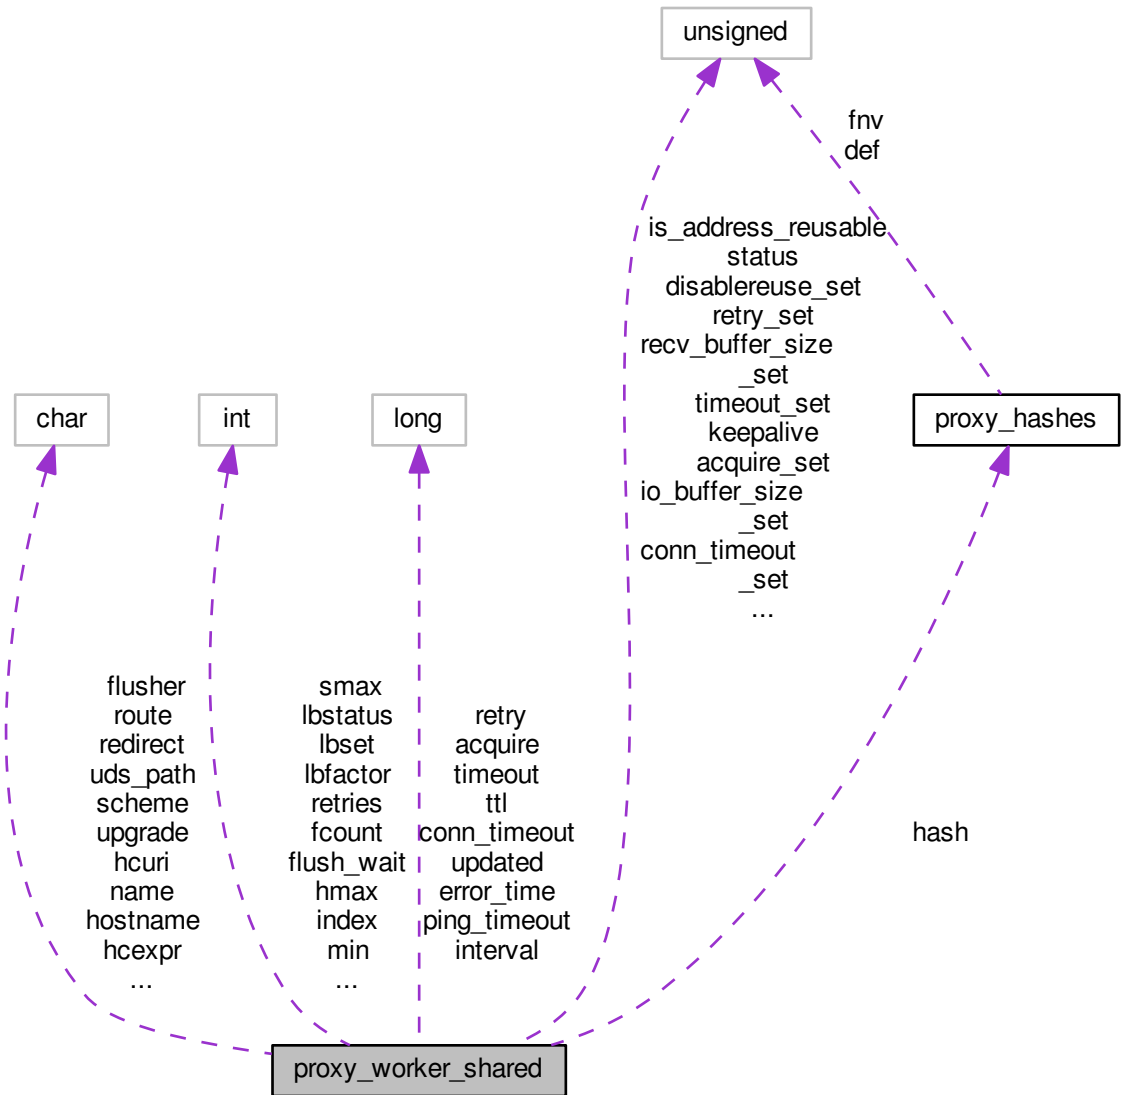 unsigned
fnv
def
is_address_reusable
status
disablereuse_set
retry_set
recv_buffer_size
_set
timeout_set
keepalive
acquire_set
io_buffer_size
_set
conn_timeout
_set
...
char
int
long
proxy_hashes
flusher
route
redirect
uds_path
scheme
upgrade
hcuri
name
hostname
hcexpr
...
smax
lbstatus
lbset
lbfactor
retries
fcount
flush_wait
hmax
index
min
...
retry
acquire
timeout
ttl
conn_timeout
updated
error_time
ping_timeout
interval
hash
proxy_worker_shared